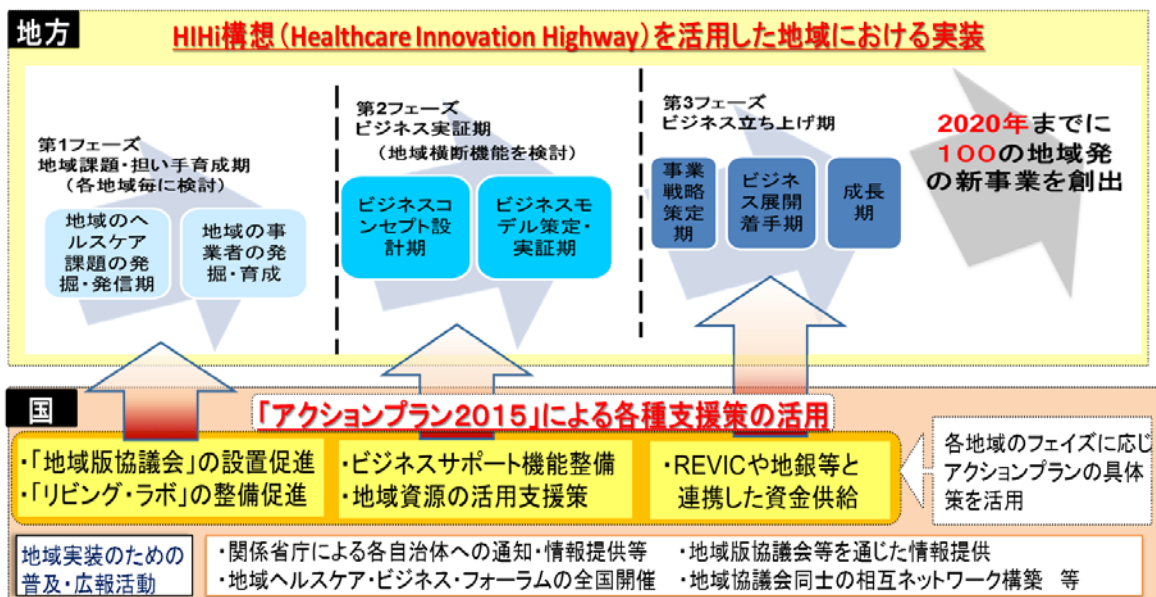 地方
HIHi構想（Healthcare Innovation Highway）を活用した地域における実装
第1フェーズ
地域課題・担い手育成期
（各地域毎に検討）
地域のヘ
ルスケア
課題の発
掘・発信期
地域の事
業者の発
掘・育成
第2フェーズ
ビジネス実証期
（地域横断機能を検討）
ビジネスコ
ンセプト設
計期
ビジネスモ
デル策定・
実証期
第3フェーズ
ビジネス立ち上げ期
事業
戦略
策定
期
ビジネ
ス展開
着手期
成長
期
2020年までに
１００の地域発
の新事業を創出
国
「アクションプラン２０１５」による各種支援策の活用
・「地域版協議会」の設置促進
・「リビング・ラボ」の整備促進
・ビジネスサポート機能整備
・地域資源の活用支援策
・REVICや地銀等と
連携した資金供給
各地域のフェイズに応じ
アクションプランの具体
策を活用
地域実装のための
普及・広報活動
・関係省庁による各自治体への通知・情報提供等
・地域ヘルスケア・ビジネス・フォーラムの全国開催
・地域版協議会等を通じた情報提供
・地域協議会同士の相互ネットワーク構築　等